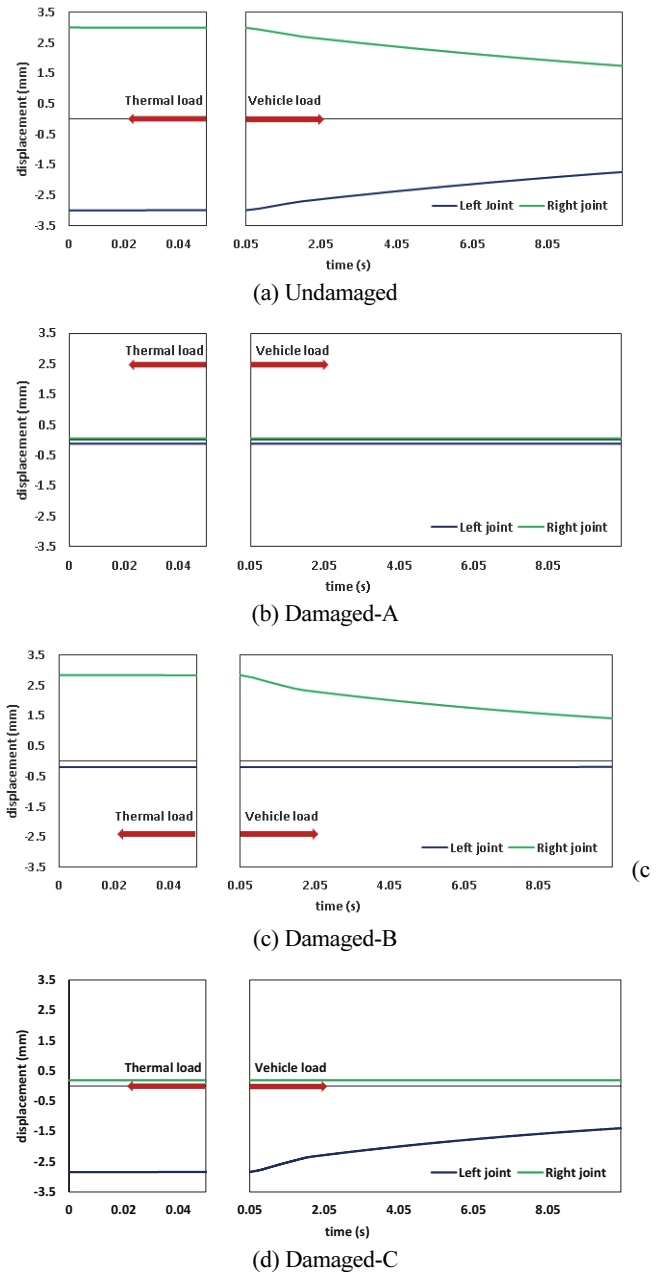 3.5
2.5
1.5
0.5
-0.5
-1.5
-2.5
-3.5
displacement (mm)
Thermal load
Vehicle load
Left Joint
Right joint
0
0.02
0.04
0.05
2.05
4.05
6.05
8.05
time (s)
(a) Undamaged
3.5
2.5
1.5
0.5
-0.5
-1.5
-2.5
-3.5
displacement (mm)
Thermal load
Vehicle load
Left joint
Right joint
0
0.02
0.04
0.05
2.05
4.05
6.05
8.05
time (s)
(b) Damaged-A
3.5
2.5
1.5
0.5
-0.5
-1.5
-2.5
-3.5
displacement (mm)
Thermal load
Vehicle load
Left joint
Right joint
0
0.02
0.04
0.05
2.05
4.05
6.05
8.05
time (s)
(c
(c) Damaged-B
3.5
2.5
1.5
0.5
-0.5
-1.5
-2.5
-3.5
displacement (mm)
Thermal load
Vehicle load
Left joint
Right joint
0
0.02
0.04
0.05
2.05
4.05
6.05
8.05
time (s)
(d) Damaged-C